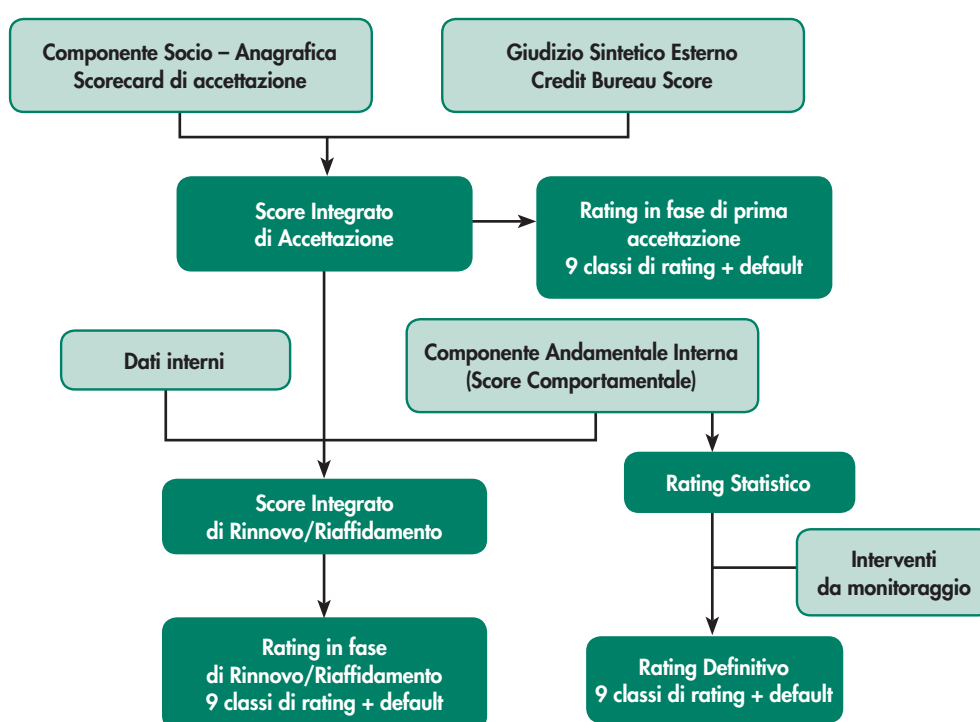 Componente Socio – Anagrafica
Scorecard di accettazione
Giudizio Sintetico Esterno
Credit Bureau Score
Score Integrato
di Accettazione
Rating in fase di prima
accettazione
9 classi di rating + default
Dati interni
Componente Andamentale Interna
(Score Comportamentale)
Rating Statistico
Score Integrato
di Rinnovo/Riaffidamento
Interventi
da monitoraggio
Rating in fase
di Rinnovo/Riaffidamento
9 classi di rating + default
Rating Definitivo
9 classi di rating + default